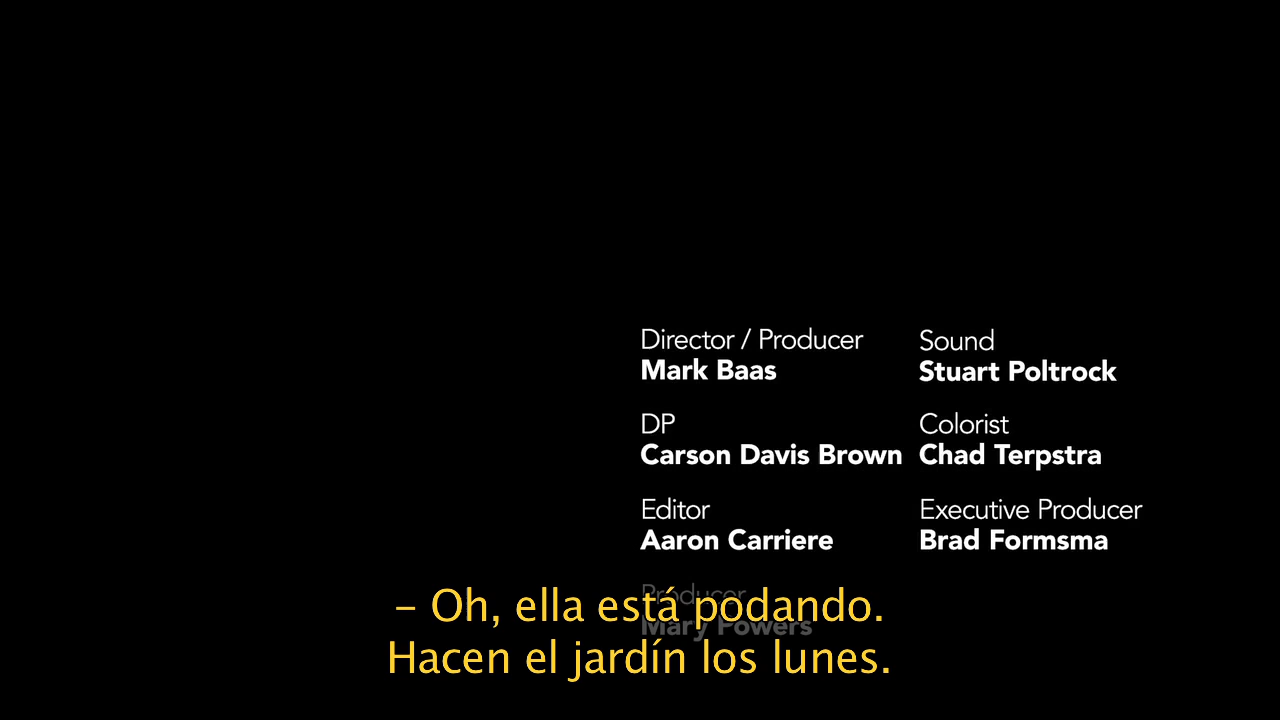 Director / Producer
Mark Baas
DP
Carson Davis Brown
Editor
Aaron Carriere
Producer
Mary Powers
Sound
Stuart Poltrock
Colorist
Chad Terpstra
Executive Producer
Brad Formsma
– Oh, ella está podando.
Hacen el jardín los lunes.